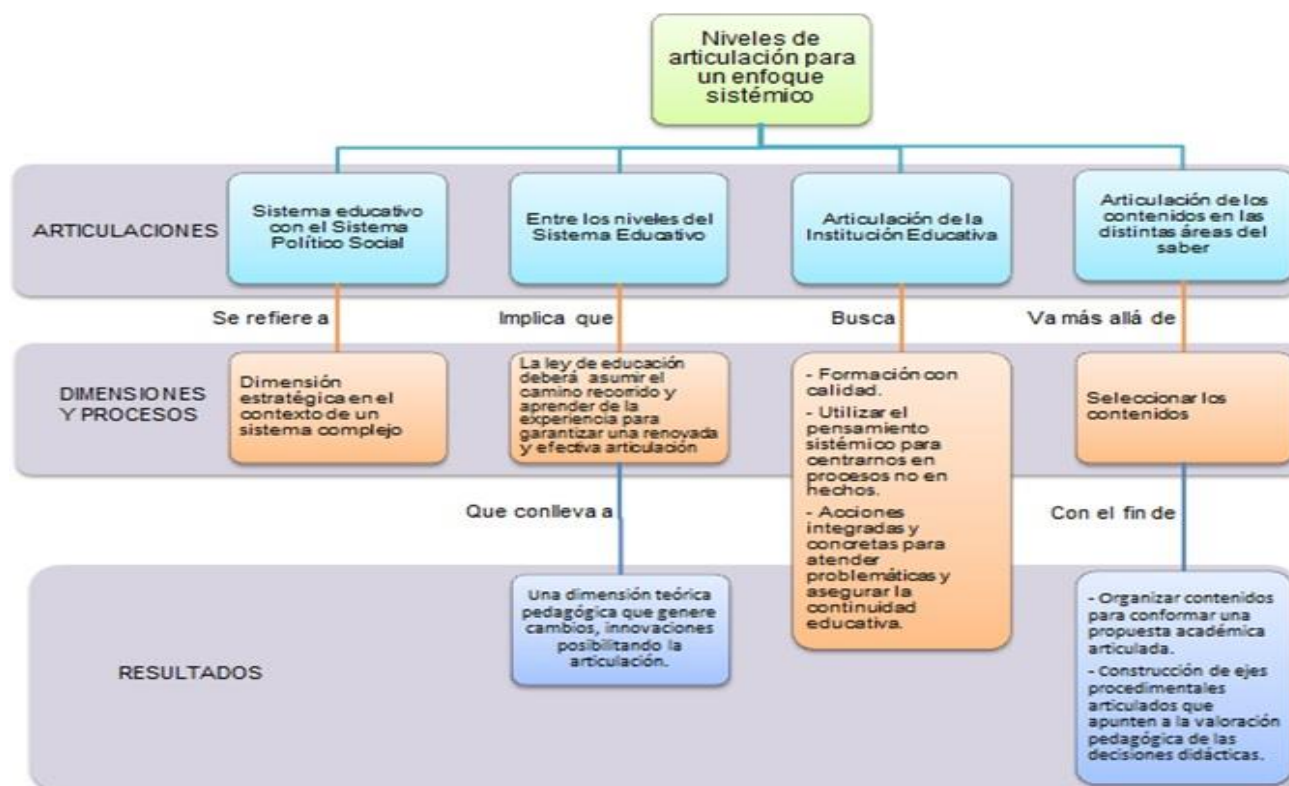 Niveles de
articulación para
un enfoque
sistémico
ARTICULACIONES
Sistema educativo
con el Sistema
Político Social
Entre los niveles del
Sistema Educativo
Articulación de la
Institución Educativa
Articulación de los
contenidos en las
distintas áreas del
saber
Se refiere a
Implica que
Busca
Va más allá de
DIMENSIONES
Y PROCESOS
Dimensión
estratégica en el
contexto de un
sistema complejo
La ley de educación
deberá asumir el
camino recorrido y
aprender de la
experiencia para
garantizar una renovada
y efectiva articulación
- Formación con
calidad.
- Utilizar el
pensamiento
sistémico para
centrarnos en
procesos no en
hechos.
- Acciones
integradas y
concretas para
atender
problemáticas y
asegurar la
continuidad
educativa.
Seleccionar los
contenidos
Que conlleva a
Con el fin de
RESULTADOS
Una dimensión teórica
pedagógica que genere
cambios, innovaciones
posibilitando la
articulación.
- Organizar contenidos
para conformar una
propuesta académica
articulada.
- Construcción de ejes
procedimentales
articulados que
apunten a la valoración
pedagógica de las
decisiones didácticas.